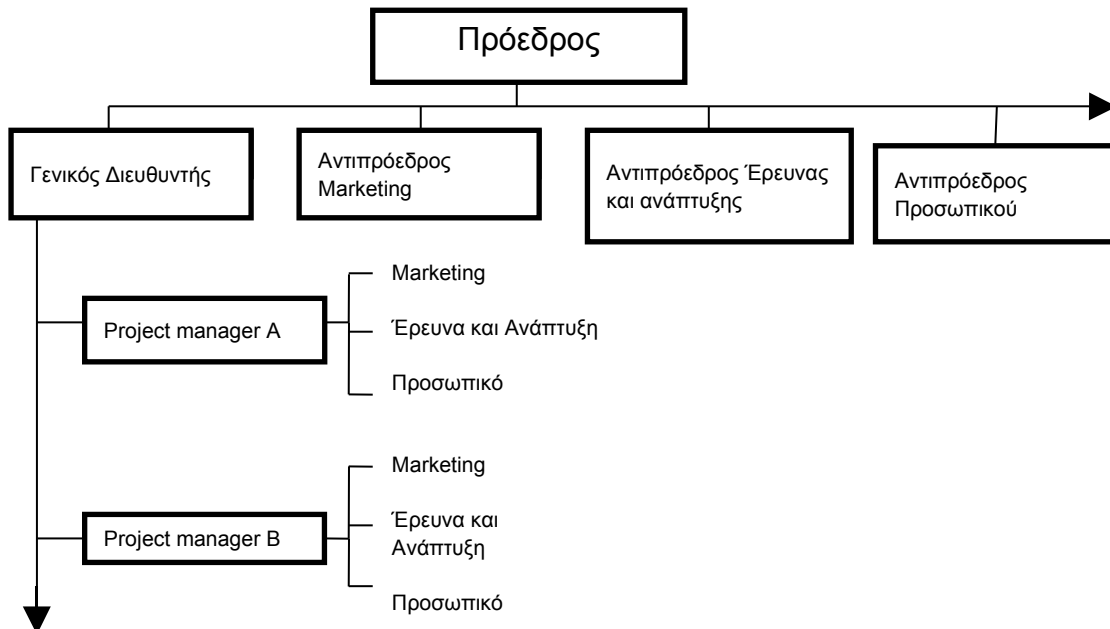 Πρόεδρος
Γενικός Διευθυντής
Αντιπρόεδρος
Marketing
Αντιπρόεδρος Έρευνας
και ανάπτυξης
Αντιπρόεδρος
Προσωπικού
Project manager A
Marketing
Έρευνα και Ανάπτυξη
Προσωπικό
Project manager B
Marketing
Έρευνα και
Ανάπτυξη
Προσωπικό